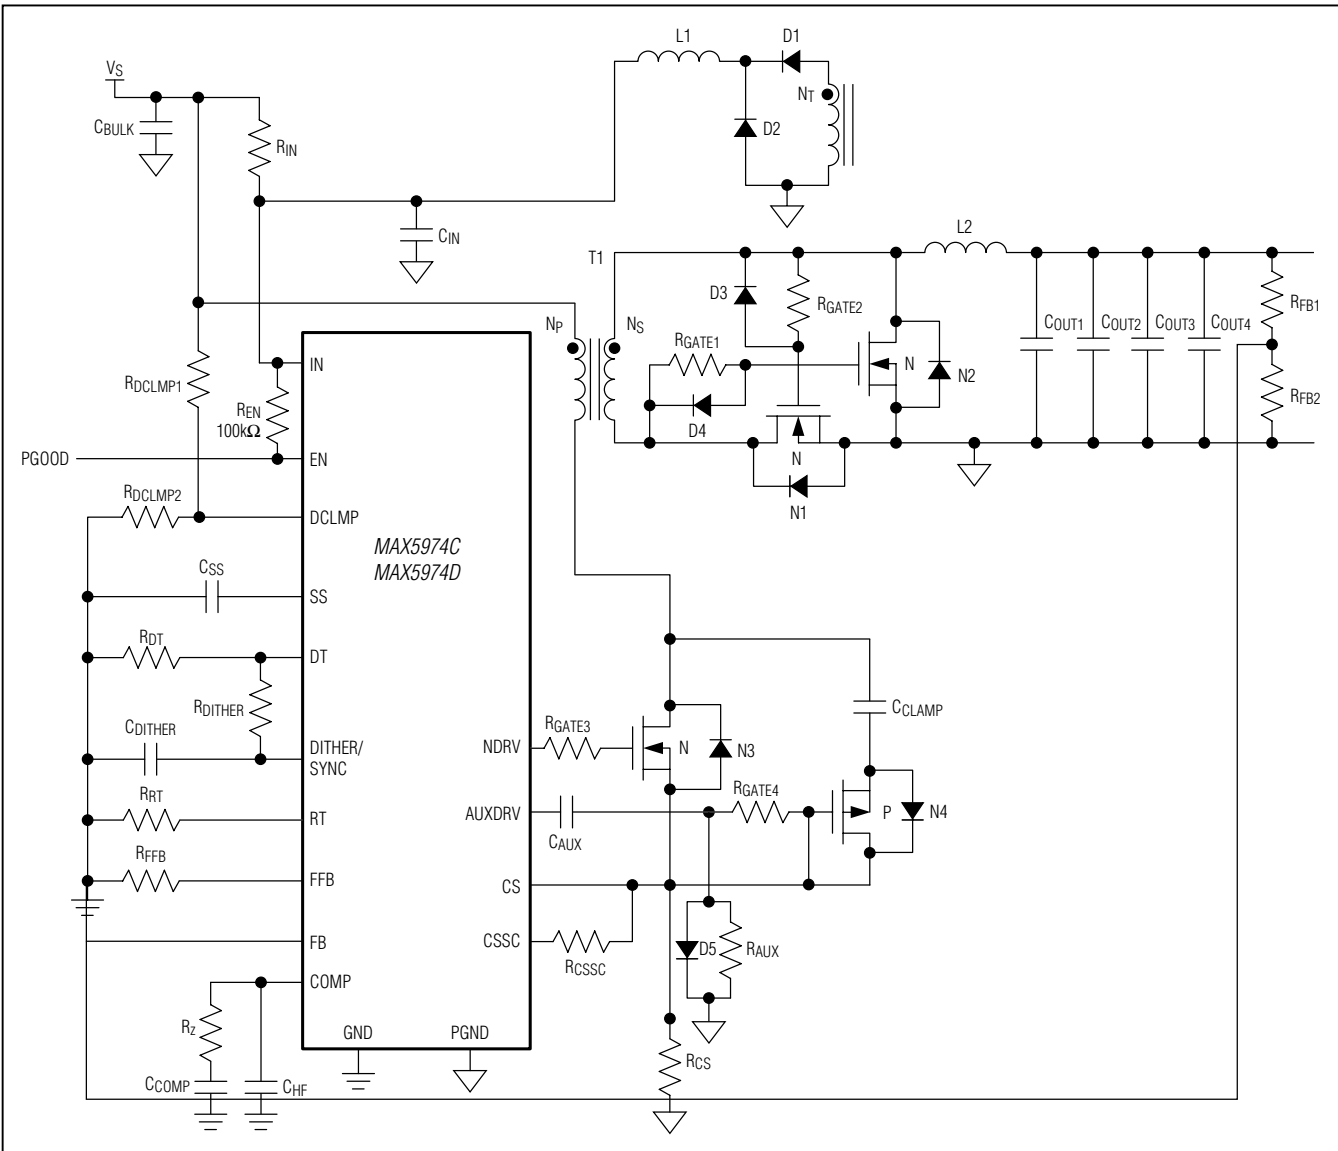 L1
D1
VS
NT
CBULK
RIN
D2
CIN
L2
T1
D3
RGATE2
NP
NS
RGATE1
COUT1
COUT2
COUT3
COUT4
RFB1
IN
N
N2
RDCLMP1
REN
100kΩ
D4
RFB2
PGOOD
EN
N
RDCLMP2
N1
DCLMP
MAX5974C
MAX5974D
CSS
SS
RDT
DT
RDITHER
CCLAMP
CDITHER
RGATE3
NDRV
N
N3
DITHER/
SYNC
RGATE4
RRT
AUXDRV
P
N4
RT
CAUX
RFFB
FFB
CS
FB
CSSC
D5
RAUX
RCSSC
COMP
RZ
GND
PGND
RCS
CCOMP
CHF